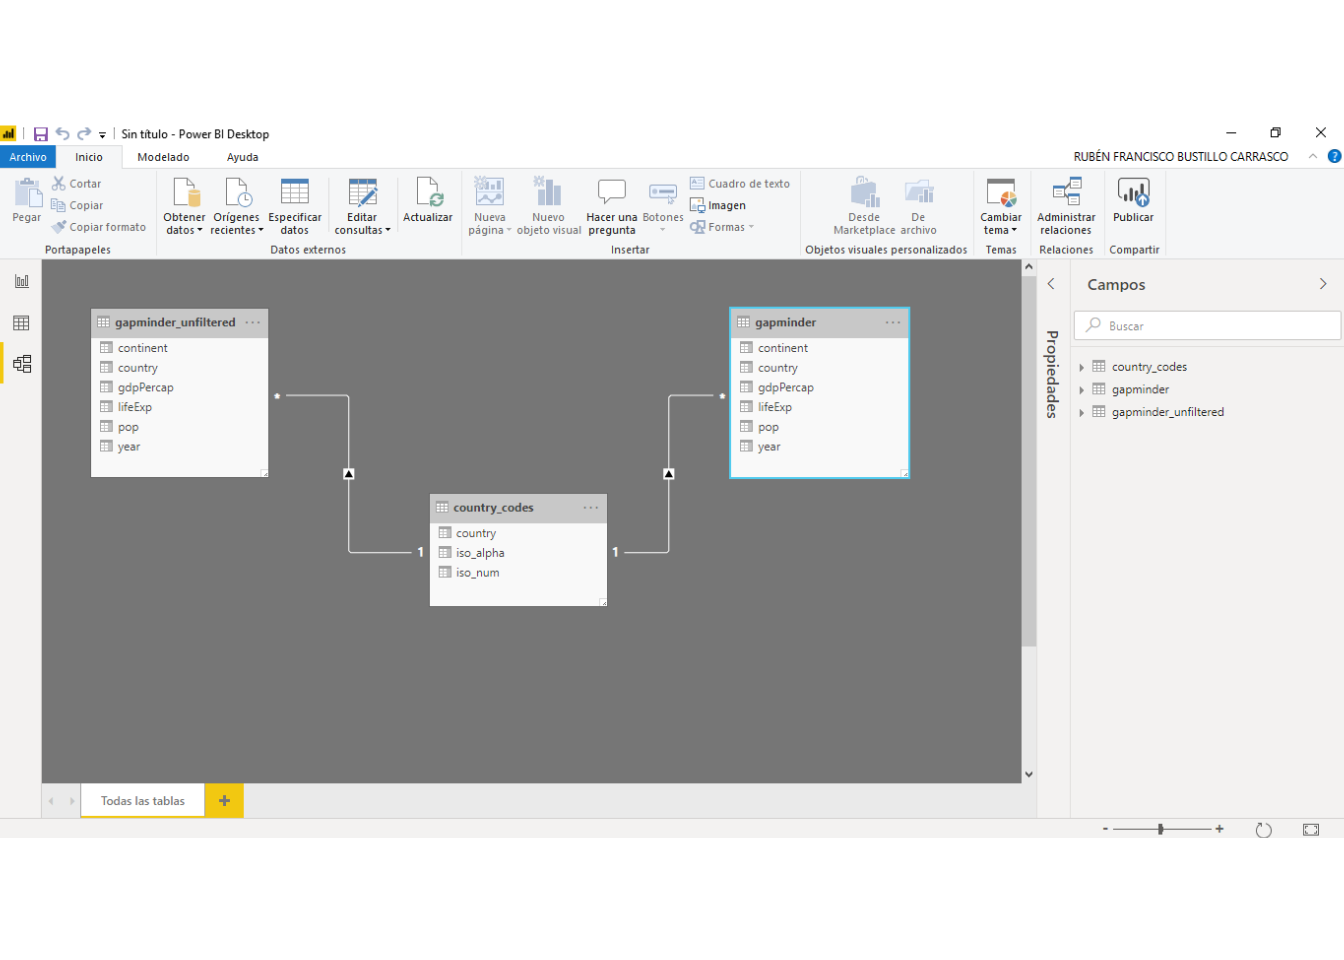 Sin título - Power BI Desktop
Archivo Inicio Modelado Ayuda RUBÉN FRANCISCO BUSTILLO CARRASCO ?
Pegar
Cortar
Copiar
Copiar formato
Portapapeles
Obtener datos
Orígenes recientes
Especificar datos
Editar consultas
Actualizar
Datos externos
Nueva página
Nuevo objeto visual
Hacer una pregunta
Botones
Cuadro de texto
Imagen
Formas
Insertar
Desde Marketplace
De archivo
Objetos visuales personalizados
Cambiar tema
Temas
Administrar relaciones
Relaciones
Publicar
Compartir
gapminder_unfiltered ...
continent
country
gdpPercap
lifeExp
pop
year
*
1
country_codes ...
country
iso_alpha
iso_num
1
*
gapminder ...
continent
country
gdpPercap
lifeExp
pop
year
Propiedades
Campos
Buscar
country_codes
gapminder
gapminder_unfiltered
Todas las tablas +
- +